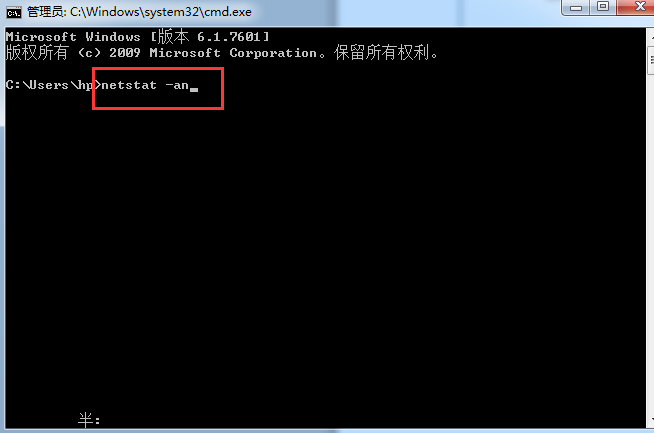 管理员: C:\Windows\system32\cmd.exe
Microsoft Windows [版本 6.1.7601]
版权所有 (c) 2009 Microsoft Corporation。保留所有权利。
C:\Users\hp>netstat -an
半: